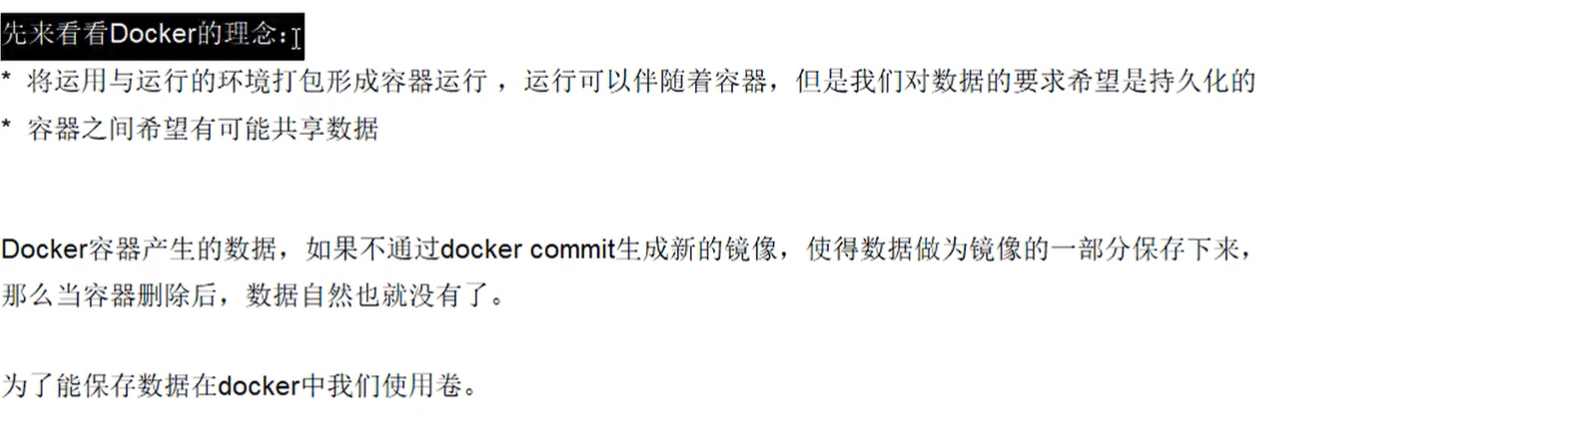 先来看看Docker的理念：
* 将运用与运行的环境打包形成容器运行 ，运行可以伴随着容器，但是我们对数据的要求希望是持久化的
* 容器之间希望有可能共享数据
Docker容器产生的数据，如果不通过docker commit生成新的镜像，使得数据做为镜像的一部分保存下来，
那么当容器删除后，数据自然也就没有了。
为了能保存数据在docker中我们使用卷。